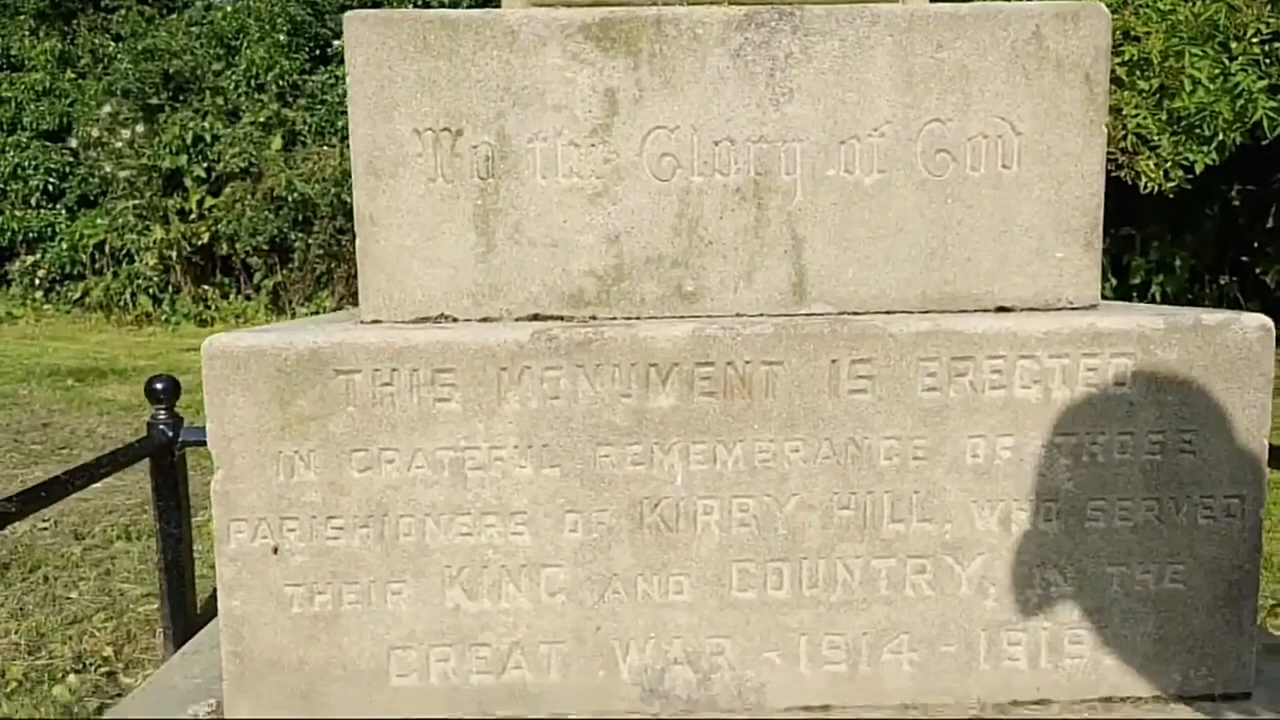 To the Glory of God
THIS MONUMENT IS ERECTED
IN GRATEFUL REMEMBRANCE OF THOSE
PARISHIONERS OF KIRBY HILL, WHO SERVED
THEIR KING AND COUNTRY, IN THE
GREAT WAR - 1914 - 1919.